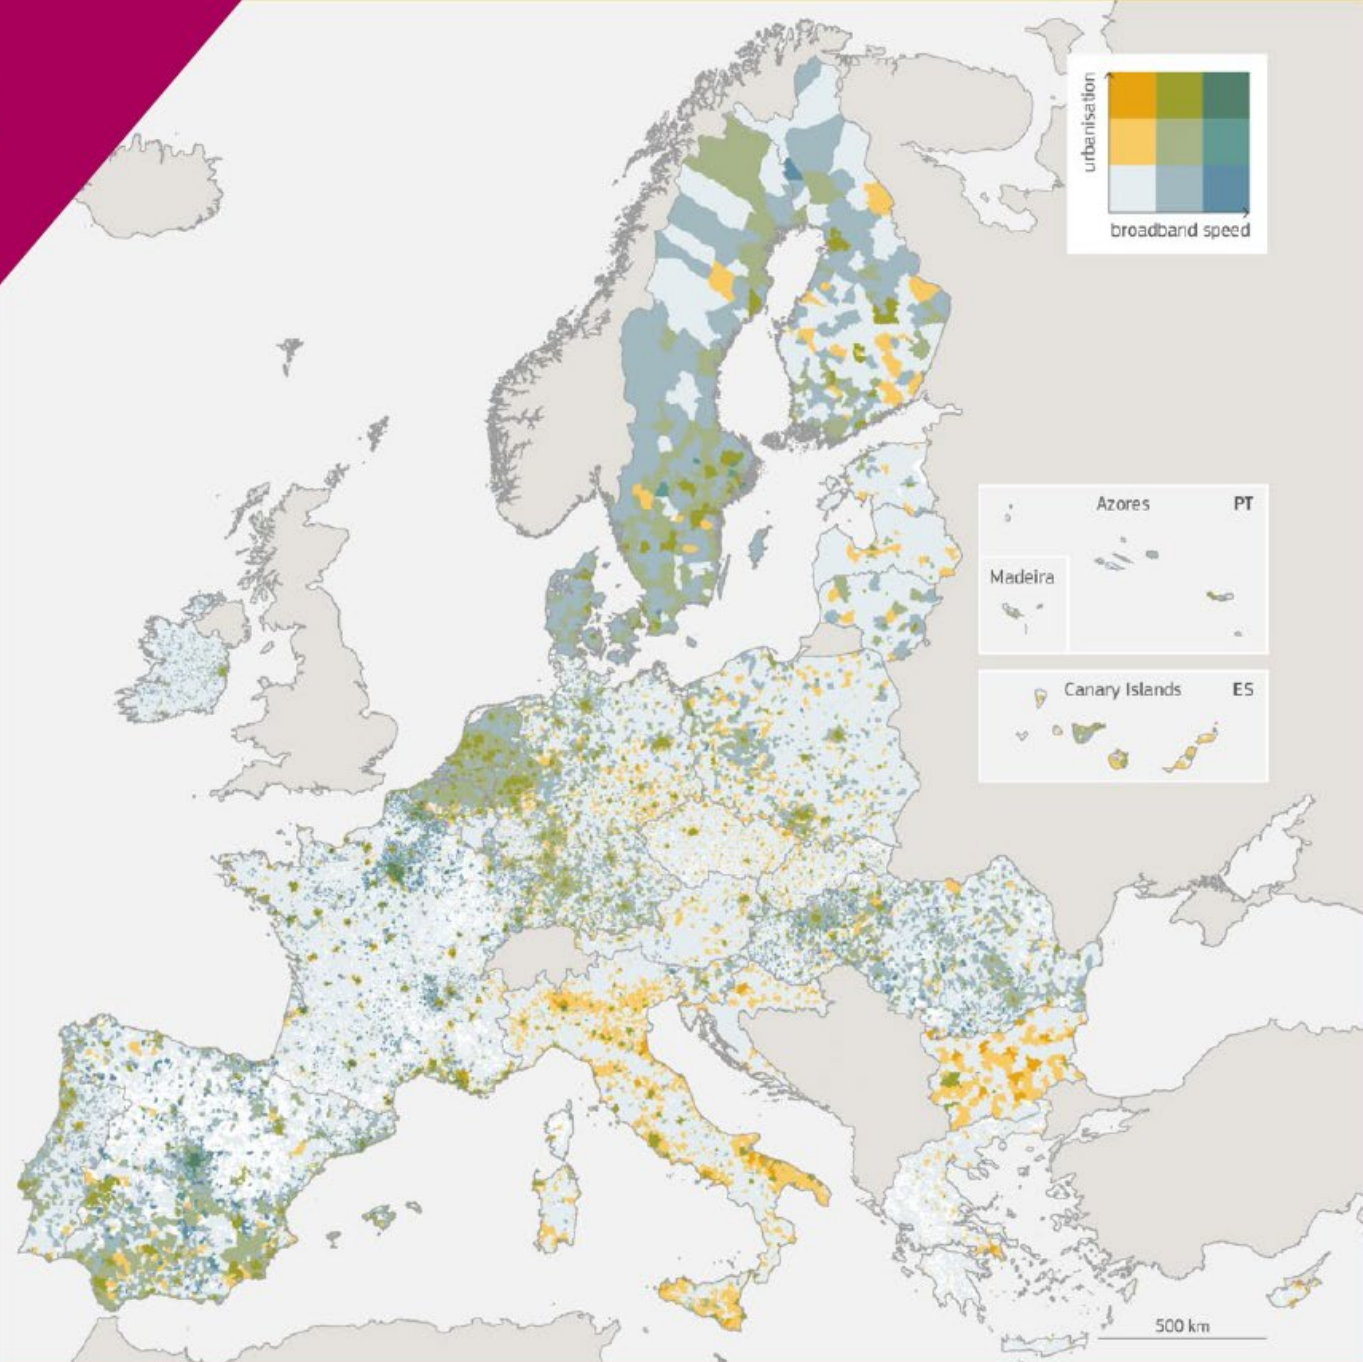 urbanisation
broadband speed
Azores PT
Madeira
Canary Islands ES
500 km